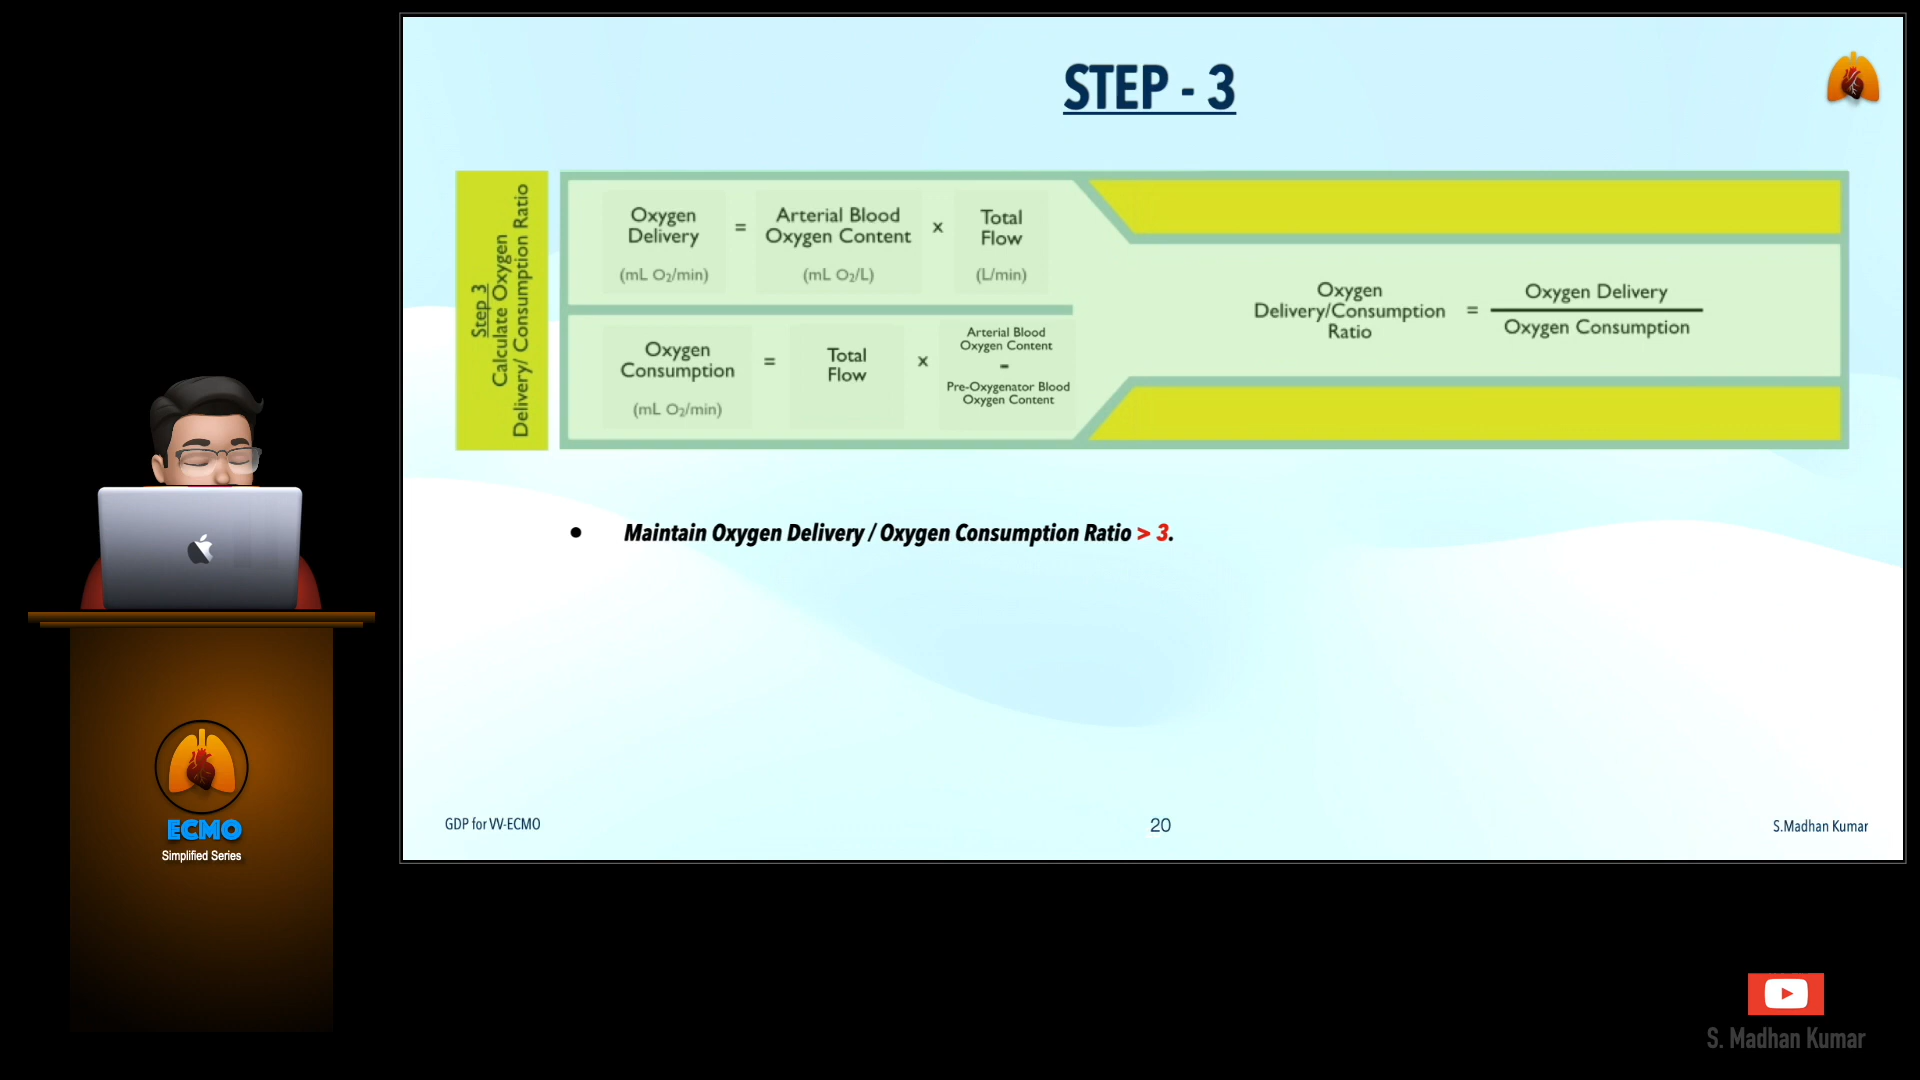 STEP - 3
Step 3
Calculate Oxygen
Delivery/ Consumption Ratio
Oxygen
Delivery
(mL O₂/min)
=
Arterial Blood
Oxygen Content
(mL O₂/L)
x
Total
Flow
(L/min)
Oxygen
Consumption
(mL O₂/min)
=
Total
Flow
x
Arterial Blood
Oxygen Content
-
Pre-Oxygenator Blood
Oxygen Content
Oxygen
Delivery/Consumption
Ratio
=
Oxygen Delivery
Oxygen Consumption
• Maintain Oxygen Delivery / Oxygen Consumption Ratio > 3.
GDP for VV-ECMO
20
S.Madhan Kumar
ECMO
Simplified Series
S. Madhan Kumar